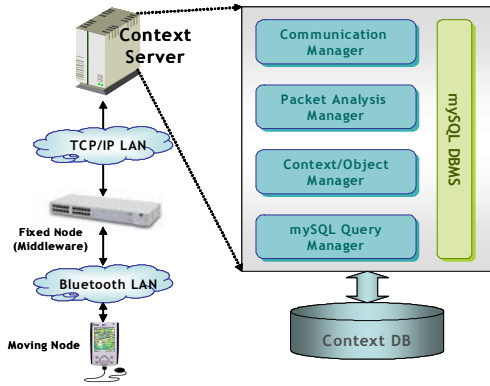 Context
Server
TCP/IP LAN
Fixed Node
(Middleware)
Bluetooth LAN
Moving Node
Communication
Manager
Packet Analysis
Manager
Context/Object
Manager
mySQL Query
Manager
mySQL DBMS
Context DB